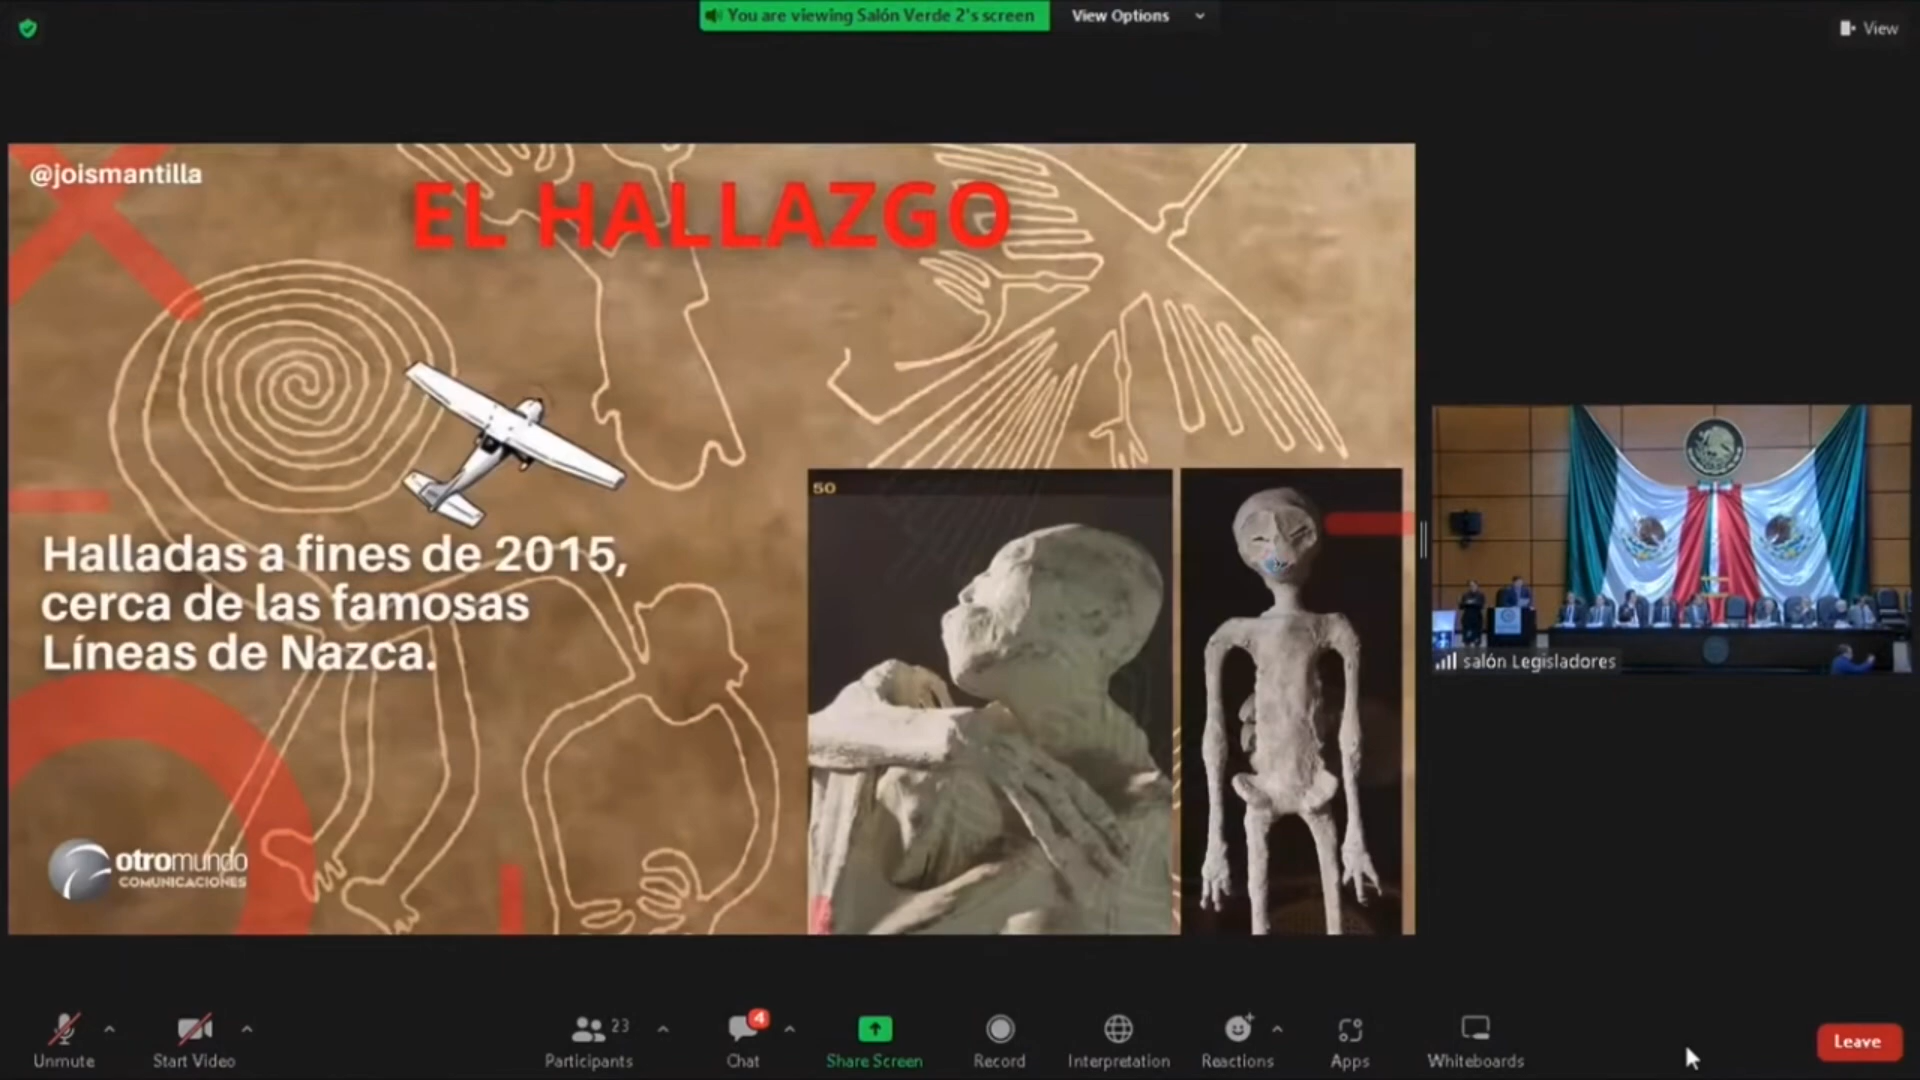 You are viewing Salón Verde 2's screen
View Options
View
@joismantilla
EL HALLAZGO
50
Halladas a fines de 2015,
cerca de las famosas
Líneas de Nazca.
otromundo
COMUNICACIONES
salón Legisladores
Unmute
Start Video
23
Participants
4
Chat
Share Screen
Record
Interpretation
Reactions
Apps
Whiteboards
Leave